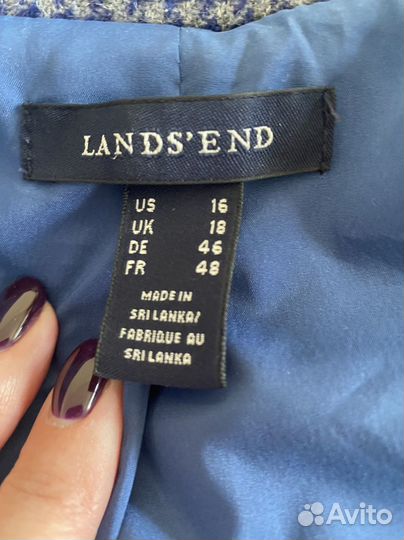 LANDS' END
US 16
UK 18
DE 46
FR 48
MADE IN
SRI LANKA/
FABRIQUE AU
SRI LANKA
Avito